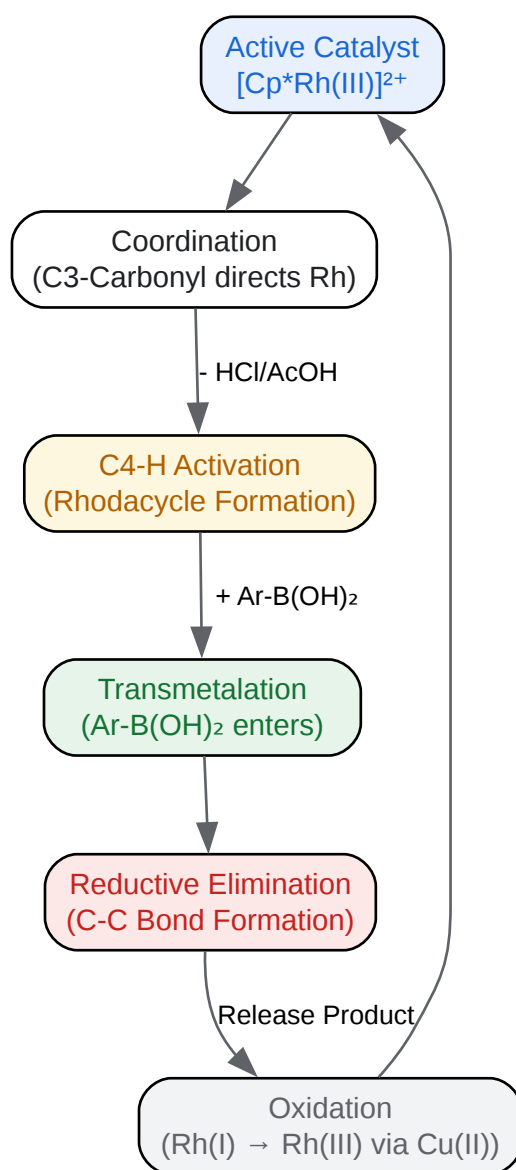 Active Catalyst
[Cp*Rh(III)]²⁺
Coordination
(C3-Carbonyl directs Rh)
- HCl/AcOH
C4-H Activation
(Rhodacycle Formation)
+ Ar-B(OH)₂
Transmetalation
(Ar-B(OH)₂ enters)
Reductive Elimination
(C-C Bond Formation)
Release Product
Oxidation
(Rh(I) → Rh(III) via Cu(II))